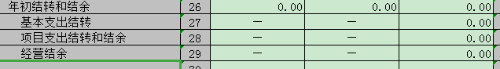 年初结转和结余 26 0.00 0.00 0.00
基本支出结转 27 — — 0.00
项目支出结转和结余 28 — — 0.00
经营结余 29 — — 0.00